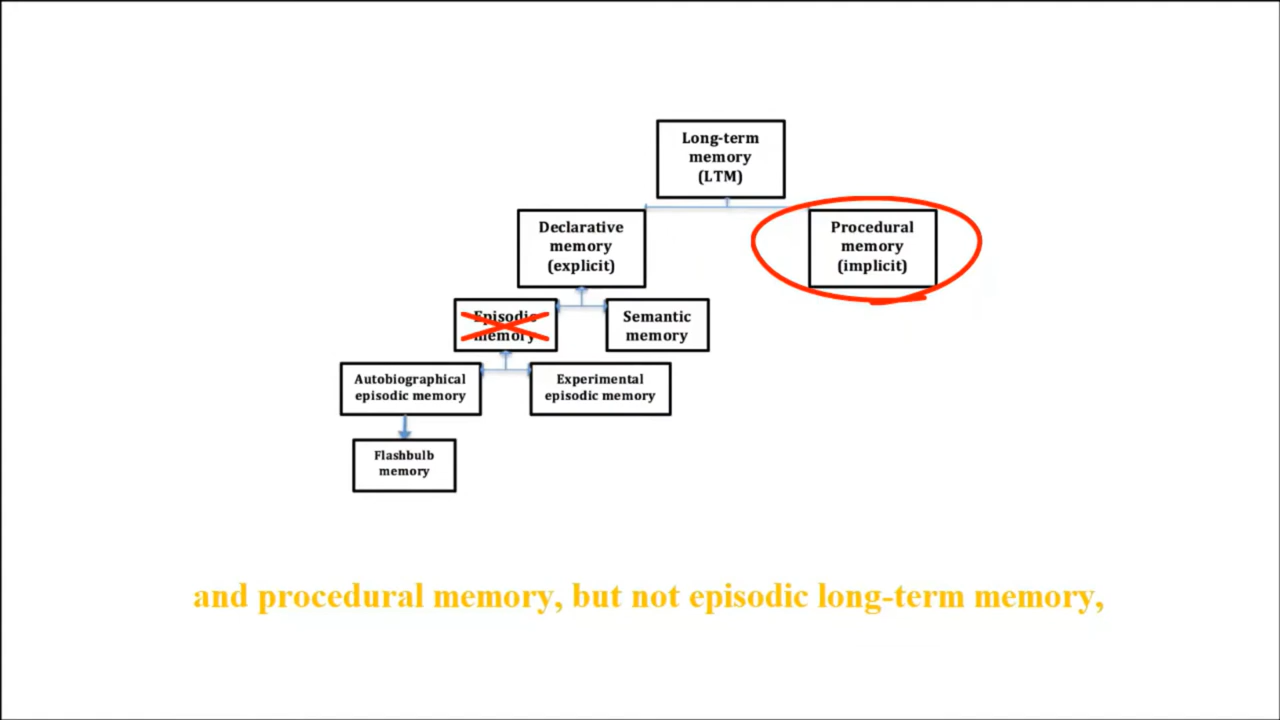 Long-term
memory
(LTM)
Declarative
memory
(explicit)
Procedural
memory
(implicit)
Episodic
memory
Semantic
memory
Autobiographical
episodic memory
Experimental
episodic memory
Flashbulb
memory
and procedural memory, but not episodic long-term memory,